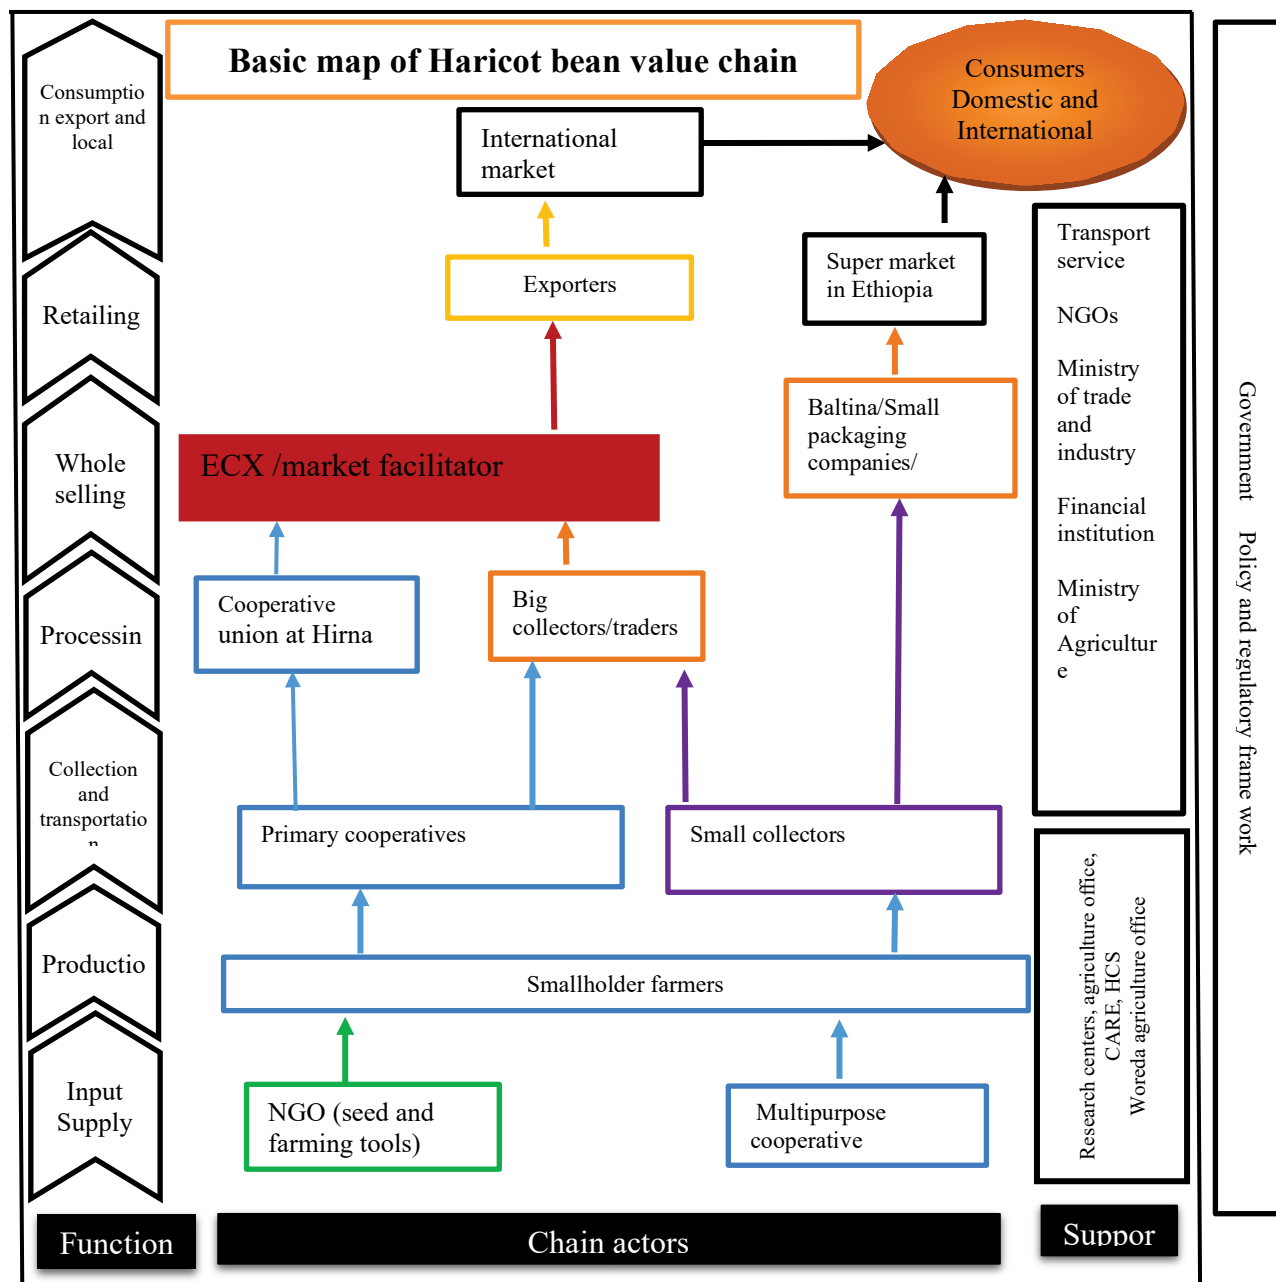 Basic map of Haricot bean value chain
Consumers
Domestic and
International
Consumptio
n export and
local
International
market
Transport
service
NGOs
Ministry
of trade
and
industry
Financial
institution
Ministry
of
Agricultur
e
Super market
in Ethiopia
Exporters
Retailing
Baltina/Small
packaging
companies/
Government Policy and regulatory frame work
ECX /market facilitator
Whole
selling
Cooperative
union at Hirna
Big
collectors/traders
Processin
Collection
and
transportatio
n
Primary cooperatives
Small collectors
Research centers, agriculture office,
CARE, HCS
Woreda agriculture office
Productio
Smallholder farmers
Input
Supply
NGO (seed and
farming tools)
Multipurpose
cooperative
Function
Chain actors
Suppor